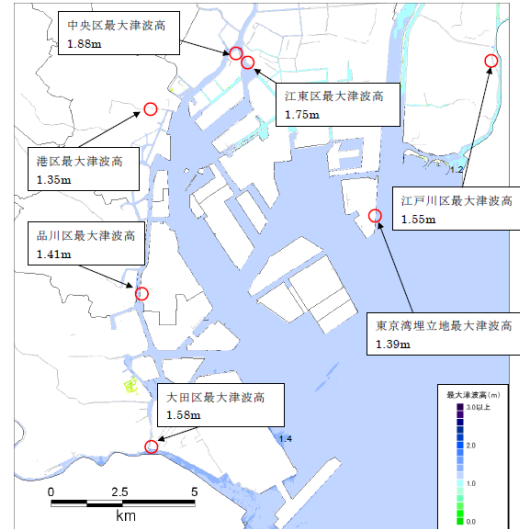 中央区最大津波高
1.88m
江東区最大津波高
1.75m
港区最大津波高
1.35m
1.2
江戸川区最大津波高
1.55m
品川区最大津波高
1.41m
東京湾埋立地最大津波高
1.39m
大田区最大津波高
1.58m
1.4
最大津波高(m)
3.0以上
2.0
1.0
0.0
0 2.5 5
km